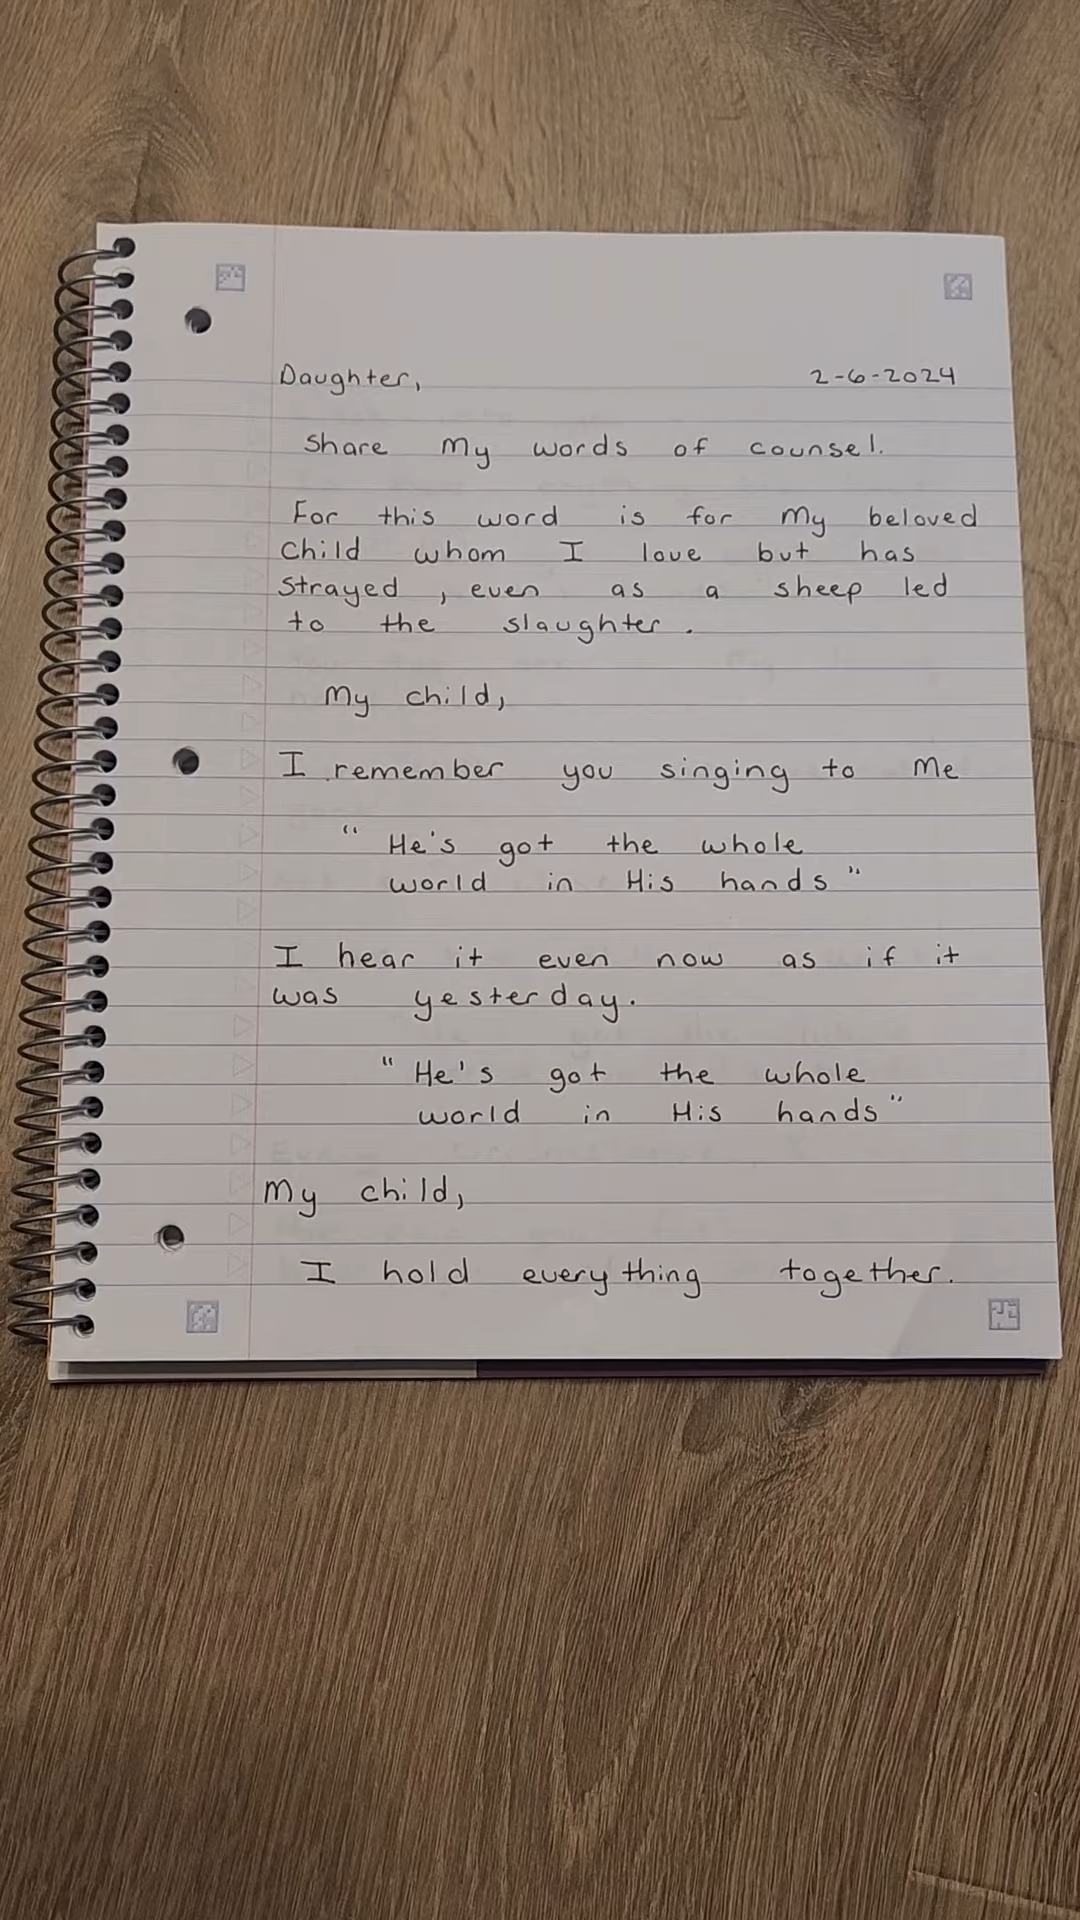 Daughter, 2-6-2024
Share My words of counsel.
For this word is for My beloved
child whom I love but has
strayed, even as a sheep led
to the slaughter.
My child,
I remember you singing to Me
"He's got the whole
world in His hands"
I hear it even now as if it
was yesterday.
"He's got the whole
world in His hands"
My child,
I hold everything together.